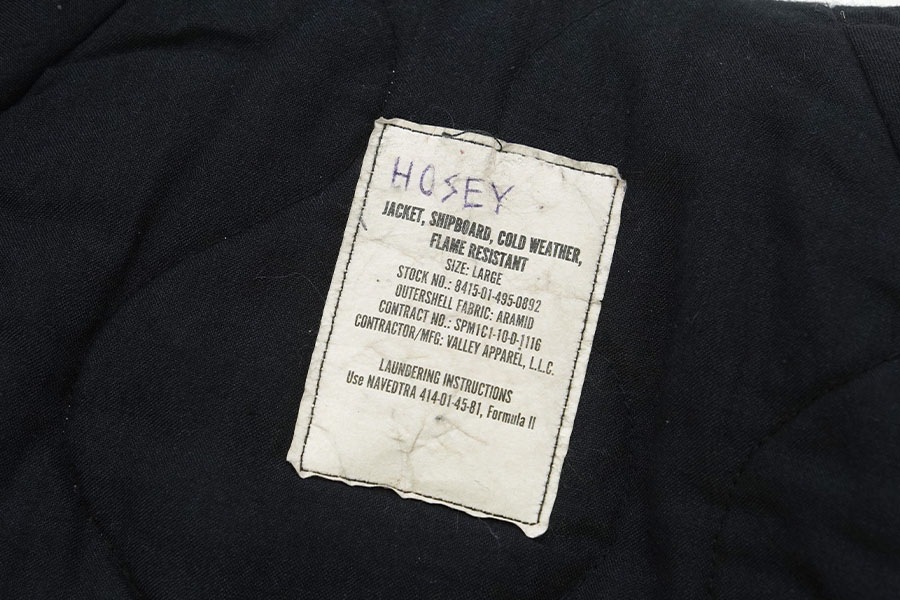 HOSEY
JACKET, SHIPBOARD, COLD WEATHER,
FLAME RESISTANT
SIZE: LARGE
STOCK NO.: 8415-01-495-0892
OUTERSHELL FABRIC: ARAMID
CONTRACT NO.: SPM1C1-10-D-1116
CONTRACTOR/MFG: VALLEY APPAREL, L.L.C.
LAUNDERING INSTRUCTIONS
Use NAVEDTRA 414-01-45-81, Formula II